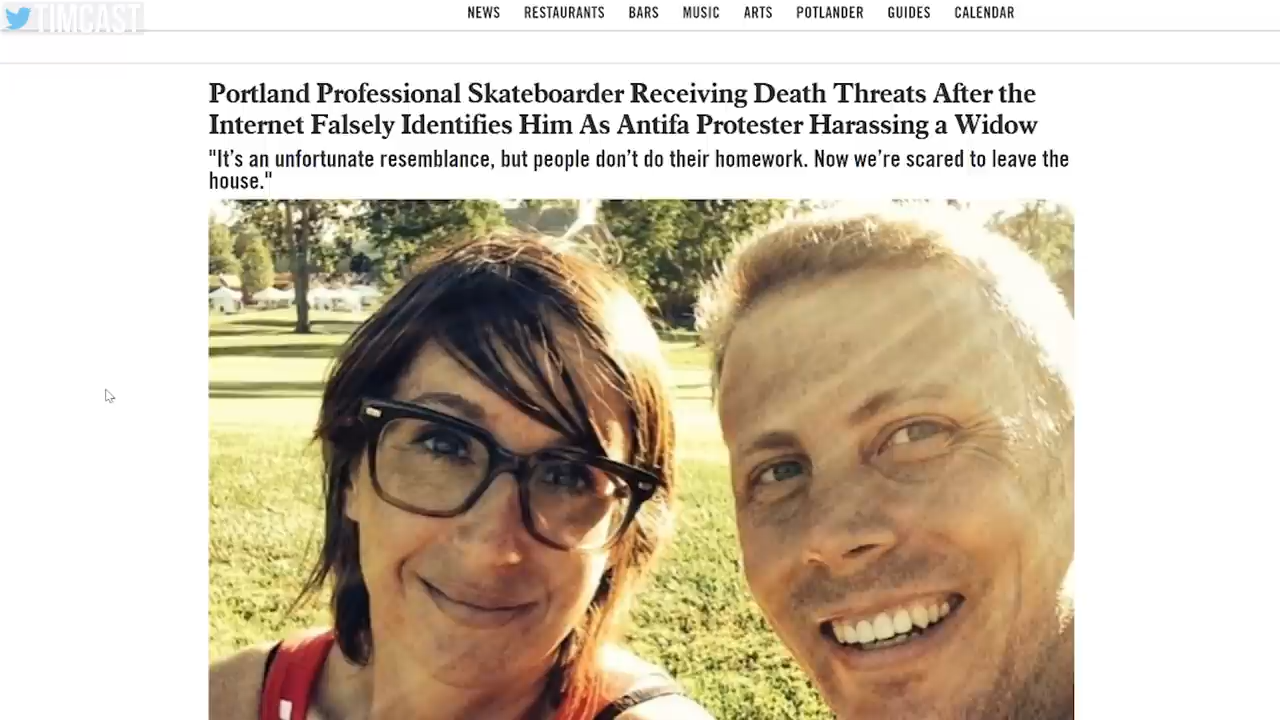 TIMCAST
NEWS RESTAURANTS BARS MUSIC ARTS POTLANDER GUIDES CALENDAR
Portland Professional Skateboarder Receiving Death Threats After the
Internet Falsely Identifies Him As Antifa Protester Harassing a Widow
"It's an unfortunate resemblance, but people don't do their homework. Now we're scared to leave the
house."